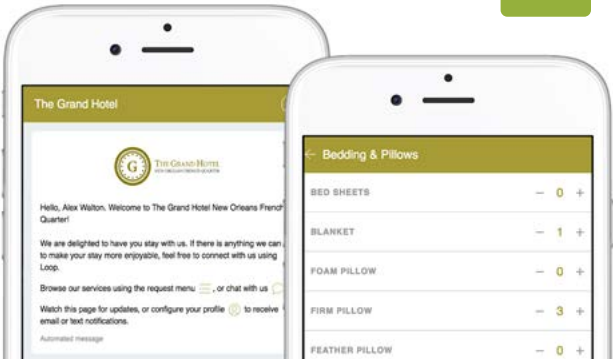 The Grand Hotel
G
THE GRAND HOTEL
NEW ORLEANS FRENCH QUARTER
Hello, Alex Walton. Welcome to The Grand Hotel New Orleans French
Quarter!
We are delighted to have you stay with us. If there is anything we can
to make your stay more enjoyable, feel free to connect with us using
Loop.
Browse our services using the request menu , or chat with us
Watch this page for updates, or configure your profile to receive
email or text notifications.
Automated message
← Bedding & Pillows
BED SHEETS − 0 +
BLANKET − 1 +
FOAM PILLOW − 0 +
FIRM PILLOW − 3 +
FEATHER PILLOW − 0 +